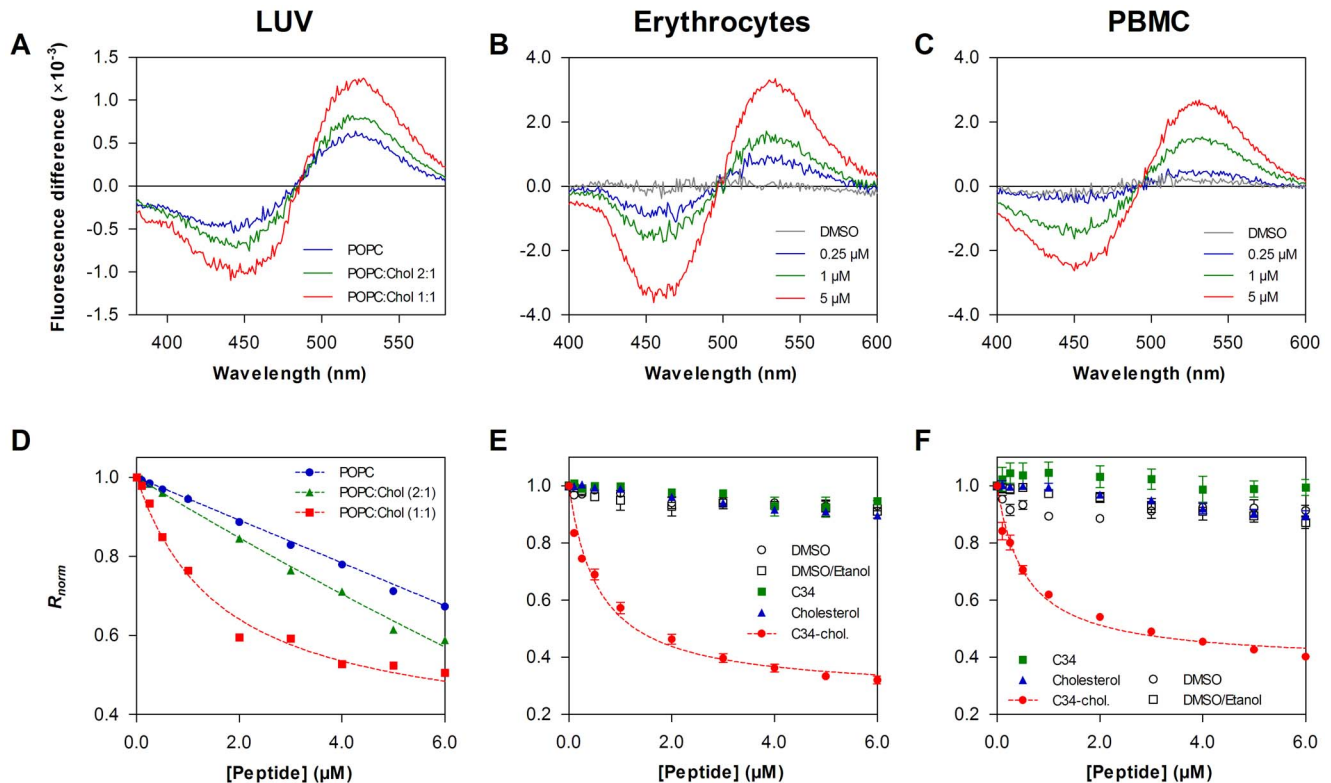 LUV
Erythrocytes
PBMC
A
B
C
Fluorescence difference (×10⁻³)
1.5
1.0
0.5
0.0
-0.5
-1.0
-1.5
POPC
POPC:Chol 2:1
POPC:Chol 1:1
400 450 500 550
Wavelength (nm)
4.0
2.0
0.0
-2.0
-4.0
DMSO
0.25 µM
1 µM
5 µM
400 450 500 550 600
Wavelength (nm)
4.0
2.0
0.0
-2.0
-4.0
DMSO
0.25 µM
1 µM
5 µM
400 450 500 550 600
Wavelength (nm)
D
E
F
Rnorm
1.0
0.8
0.6
0.4
POPC
POPC:Chol (2:1)
POPC:Chol (1:1)
0.0 2.0 4.0 6.0
[Peptide] (µM)
1.0
0.8
0.6
0.4
0.2
DMSO
DMSO/Etanol
C34
Cholesterol
C34-chol.
0.0 2.0 4.0 6.0
[Peptide] (µM)
1.0
0.8
0.6
0.4
0.2
C34
Cholesterol
C34-chol.
DMSO
DMSO/Etanol
0.0 2.0 4.0 6.0
[Peptide] (µM)